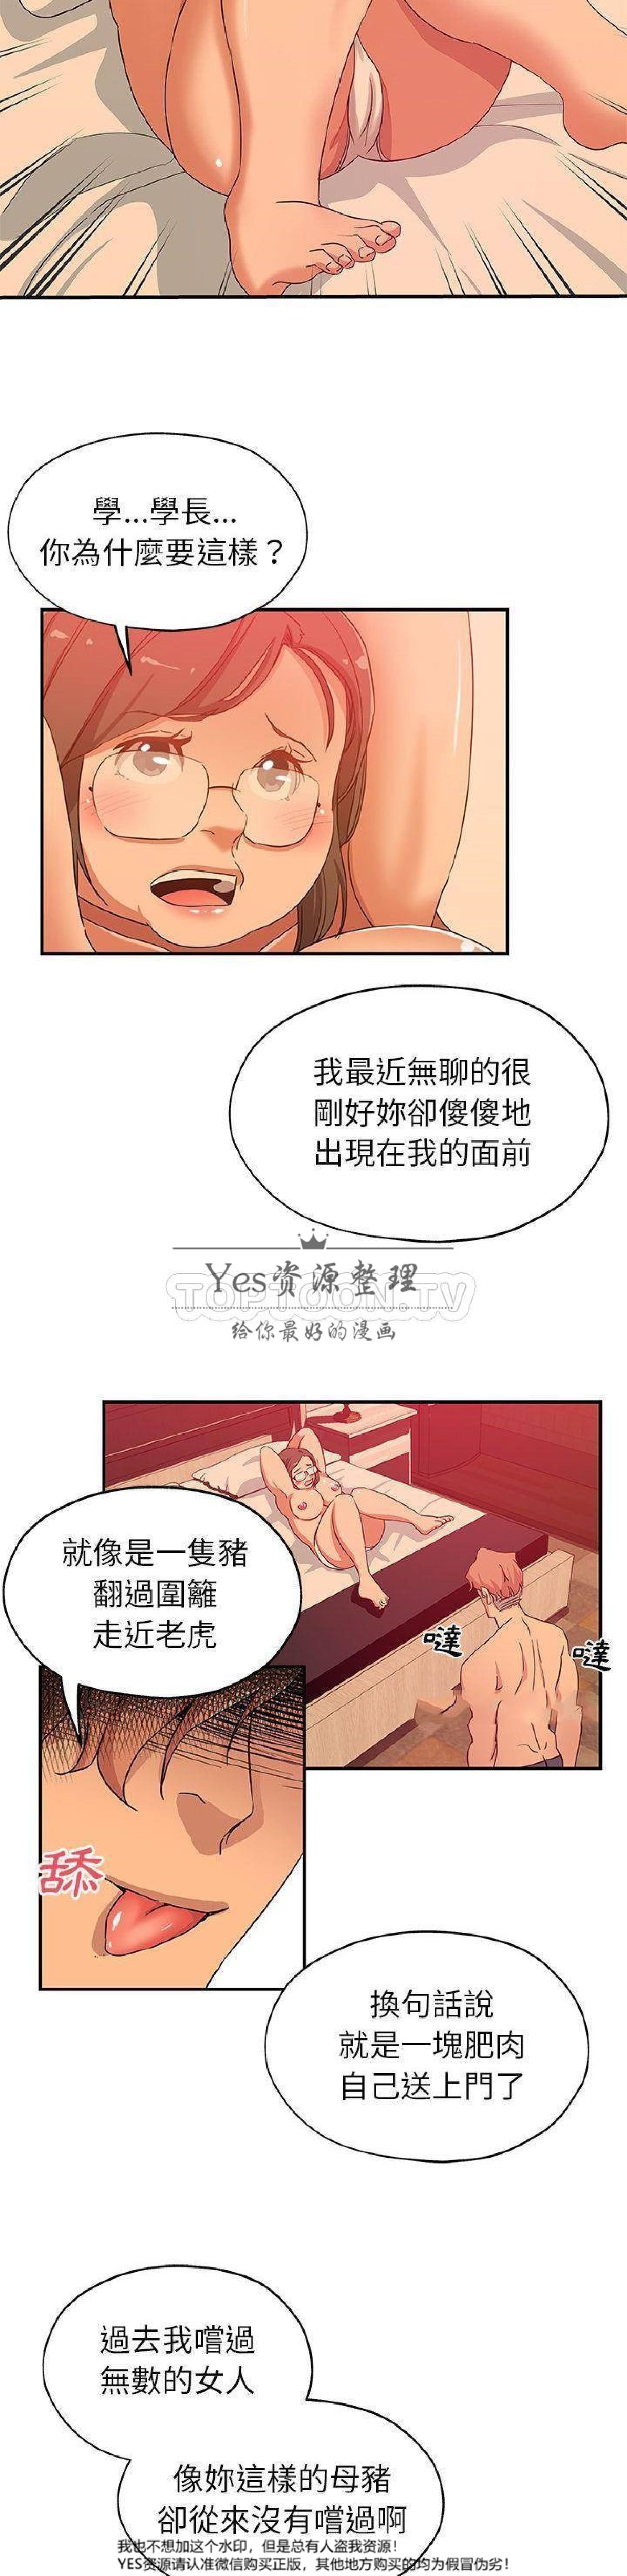 學...學長...
你為什麼要這樣？
我最近無聊的很
剛好妳卻傻傻地
出現在我的面前
Yes资源整理
TOPTOON.TV
给你最好的漫画
就像是一隻豬
翻過圍籬
走近老虎
噠
噠
舔
換句話說
就是一塊肥肉
自己送上門了
過去我嚐過
無數的女人
像妳這樣的母豬
卻從來沒有嚐過啊
我也不想加这个水印，但是总有人盗我资源！
YES资源请认准微信购买正版，其他地方购买的均为假冒伪劣！